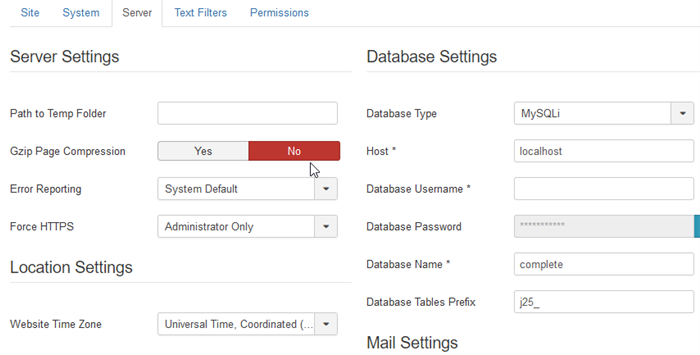 Site System Server Text Filters Permissions
Server Settings
Path to Temp Folder
Gzip Page Compression Yes No
Error Reporting System Default
Force HTTPS Administrator Only
Location Settings
Website Time Zone Universal Time, Coordinated (...
Database Settings
Database Type MySQLi
Host * localhost
Database Username *
Database Password ***********
Database Name * complete
Database Tables Prefix j25_
Mail Settings